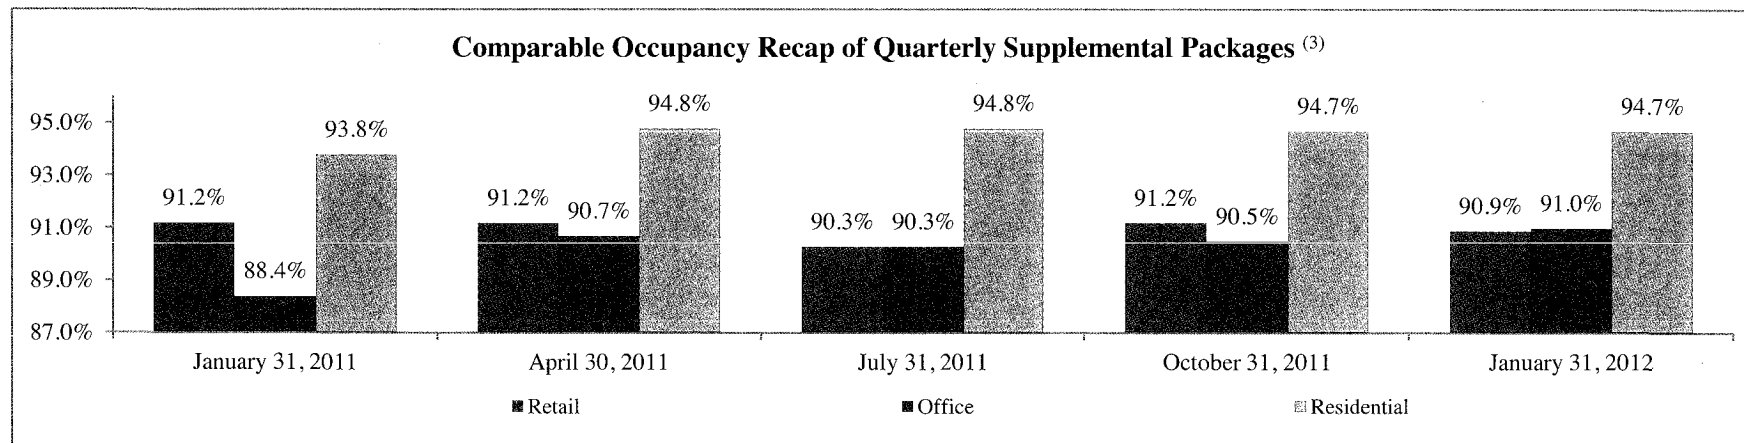 Comparable Occupancy Recap of Quarterly Supplemental Packages (3)
95.0%
93.0%
91.0%
89.0%
87.0%
91.2%
88.4%
93.8%
91.2%
90.7%
94.8%
90.3%
90.3%
94.8%
91.2%
90.5%
94.7%
90.9%
91.0%
94.7%
January 31, 2011
April 30, 2011
July 31, 2011
October 31, 2011
January 31, 2012
Retail
Office
Residential